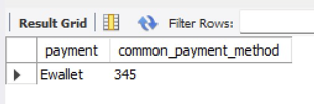 Result Grid Filter Rows:
payment common_payment_method
Ewallet 345